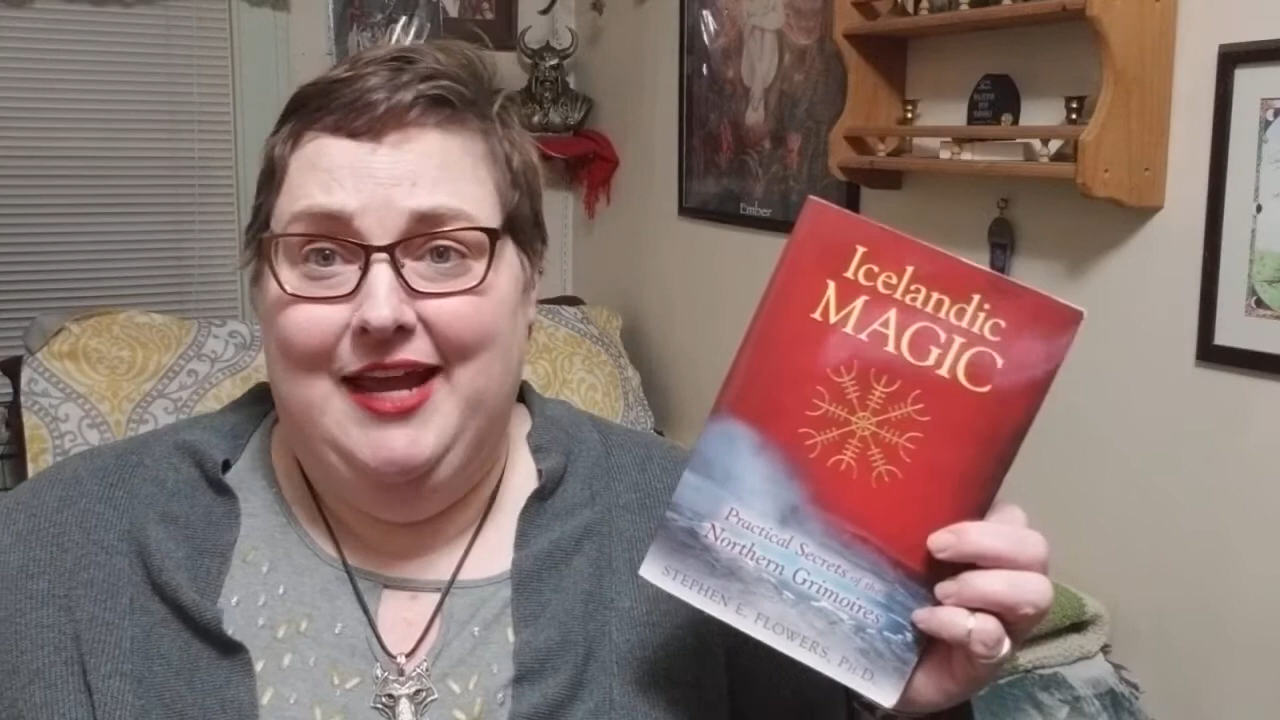 Ember
Icelandic
MAGIC
Practical Secrets of the
Northern Grimoires
STEPHEN E. FLOWERS, PH.D.